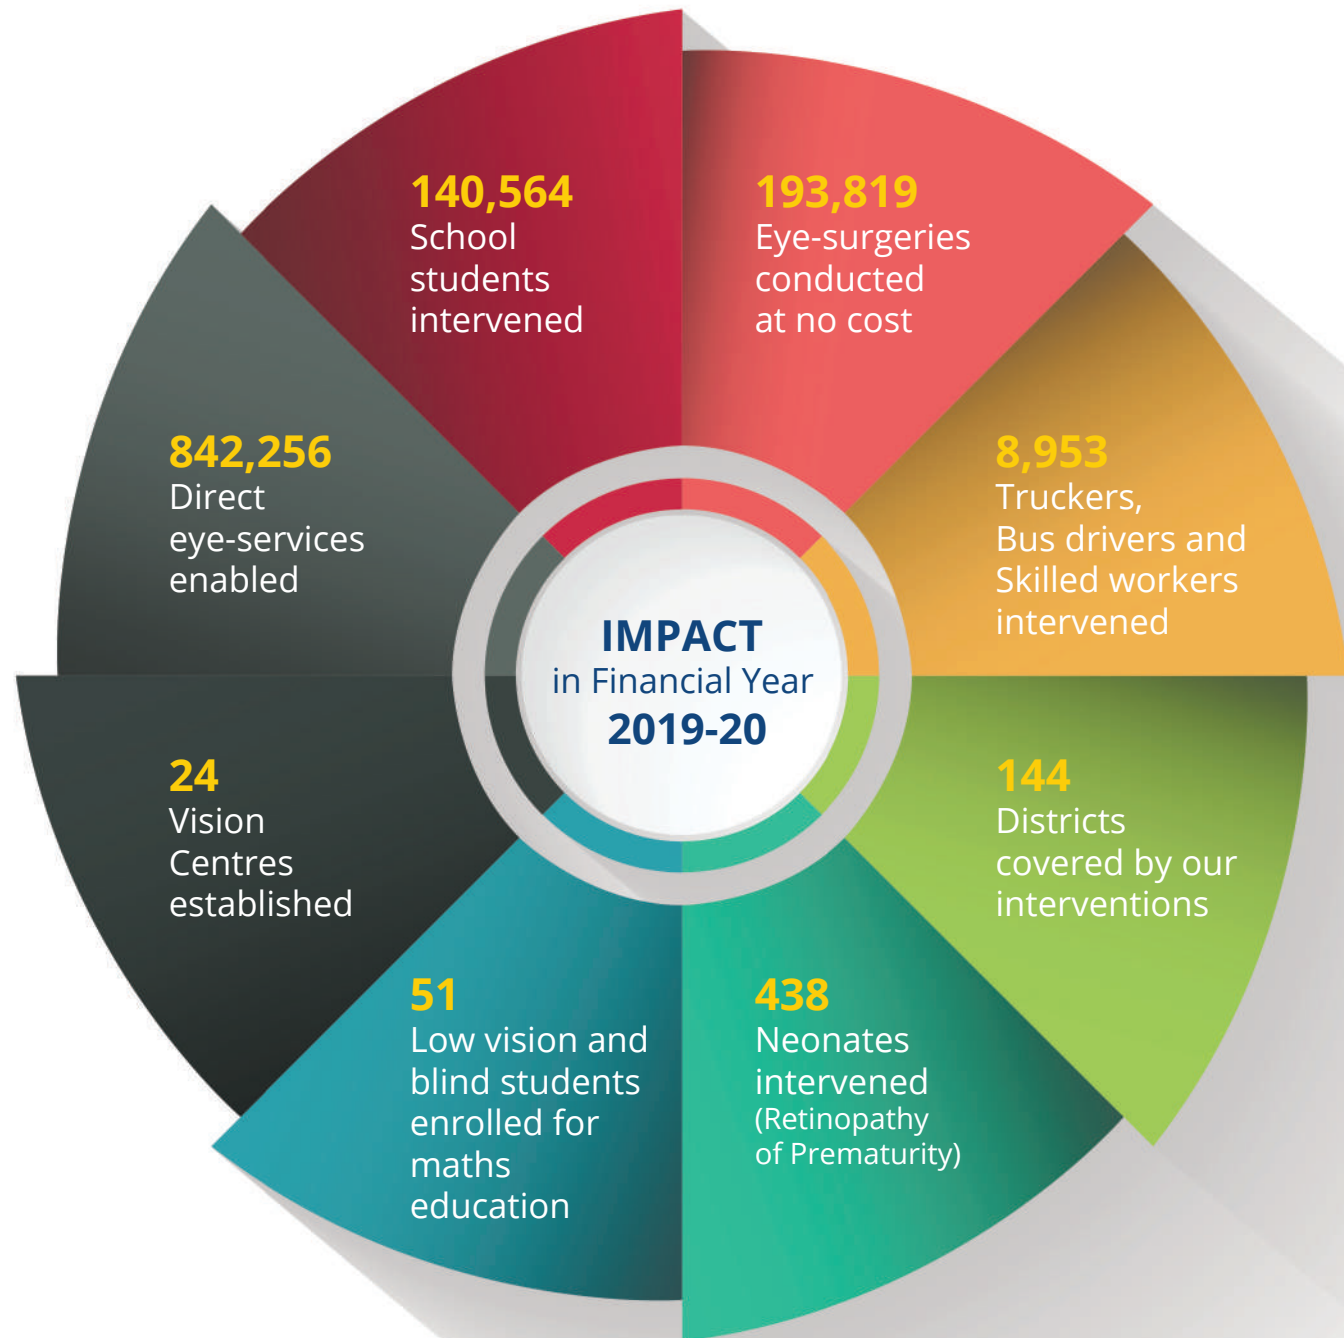 140,564
School
students
intervened
193,819
Eye-surgeries
conducted
at no cost
842,256
Direct
eye-services
enabled
8,953
Truckers,
Bus drivers and
Skilled workers
intervened
IMPACT
in Financial Year
2019-20
24
Vision
Centres
established
144
Districts
covered by our
interventions
51
Low vision and
blind students
enrolled for
maths
education
438
Neonates
intervened
(Retinopathy
of Prematurity)